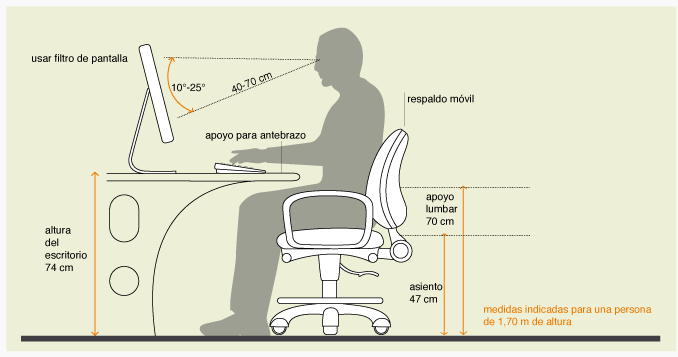 usar filtro de pantalla
10°-25°
40-70 cm
respaldo móvil
apoyo para antebrazo
apoyo
lumbar
70 cm
altura
del
escritorio
74 cm
asiento
47 cm
medidas indicadas para una persona
de 1,70 m de altura